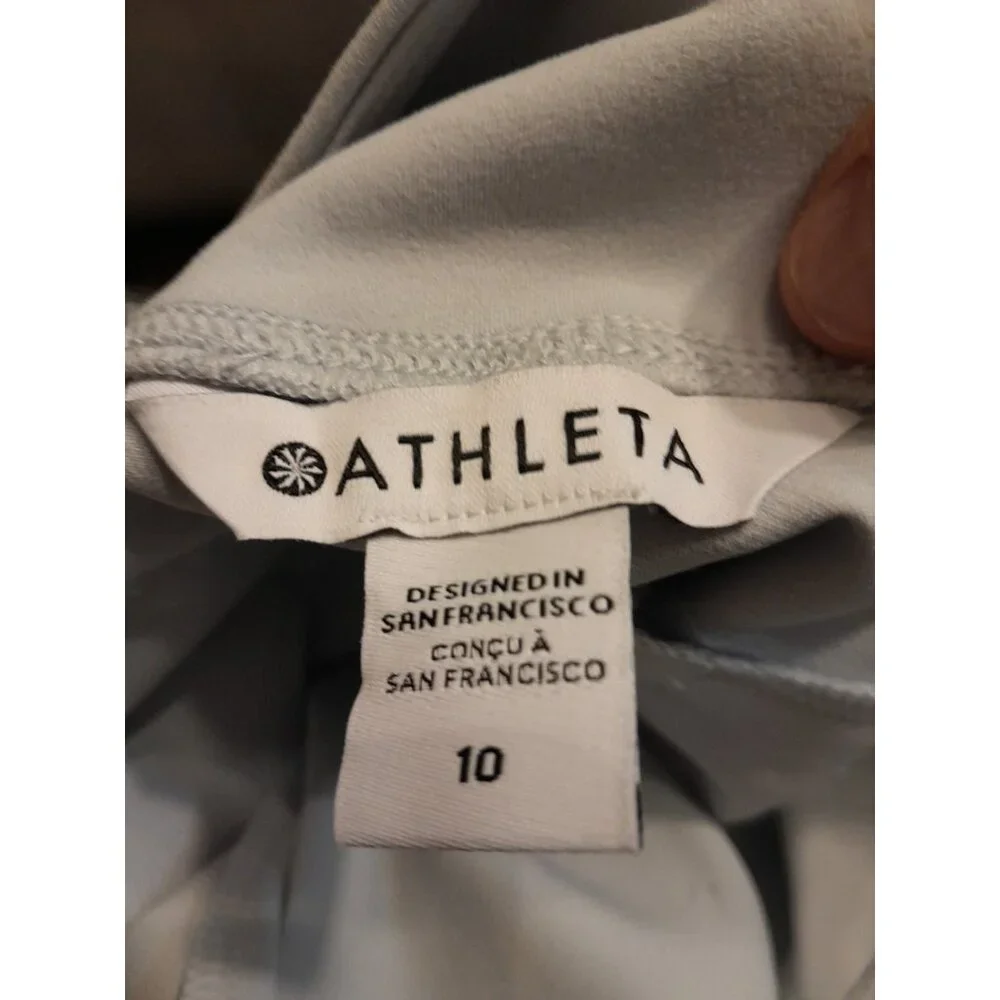 ATHLETA
DESIGNED IN
SAN FRANCISCO
CONÇU À
SAN FRANCISCO
10